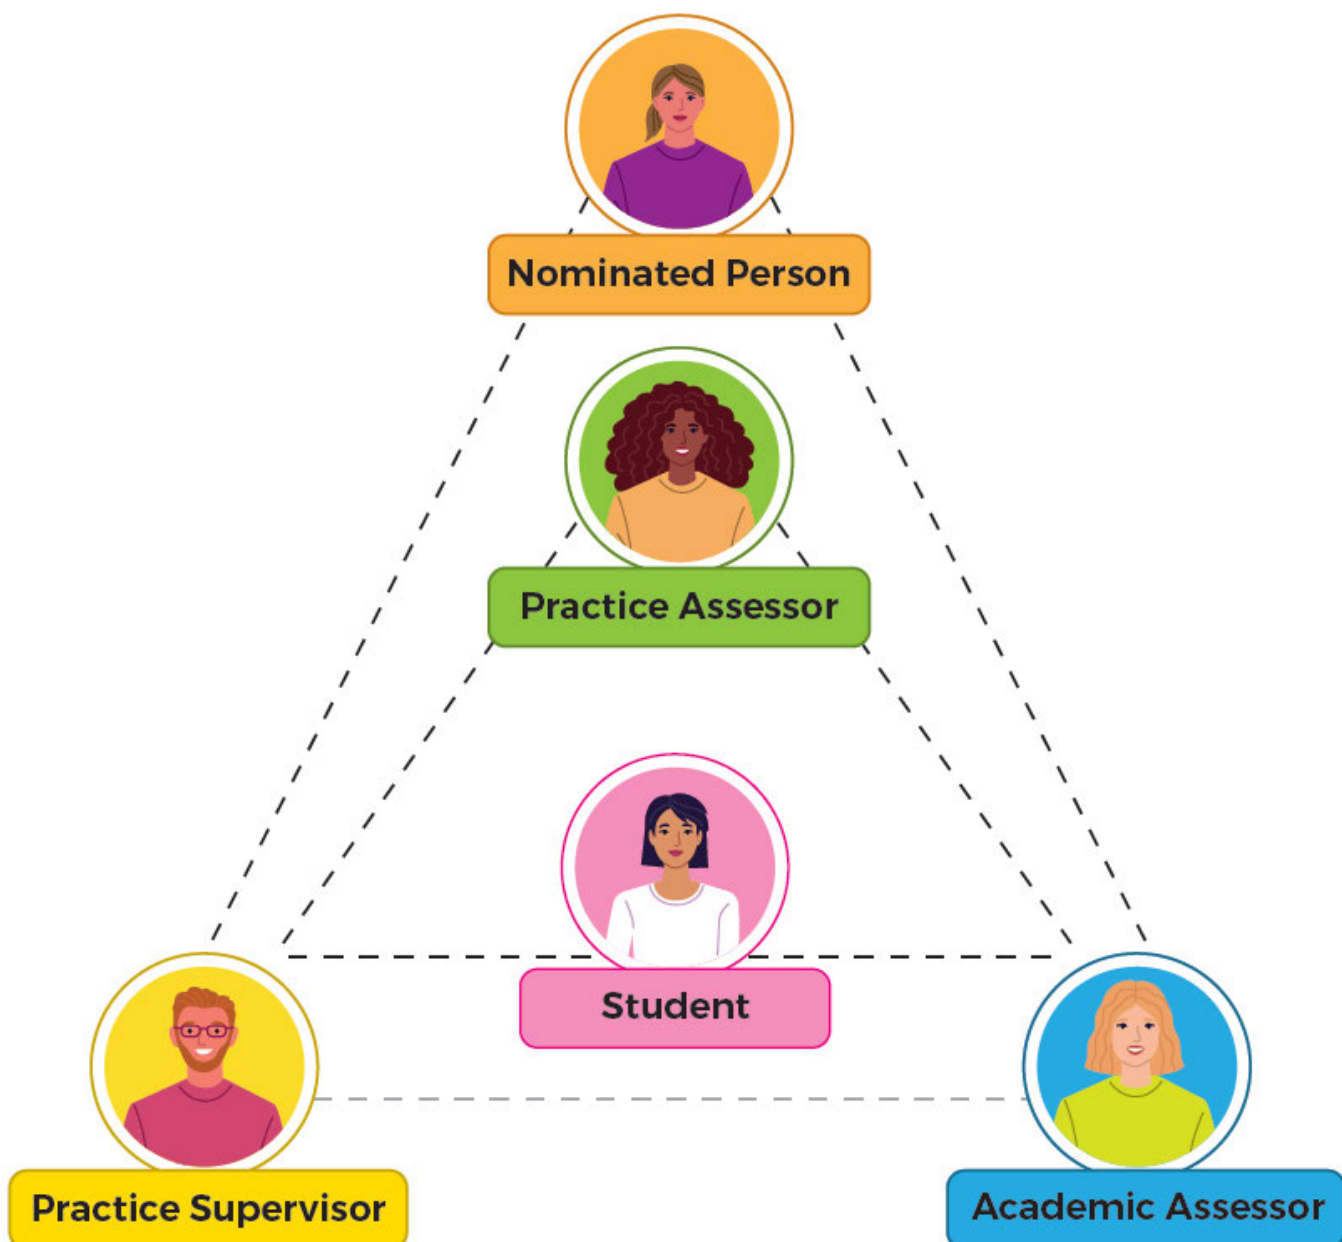 Nominated Person
Practice Assessor
Student
Practice Supervisor
Academic Assessor